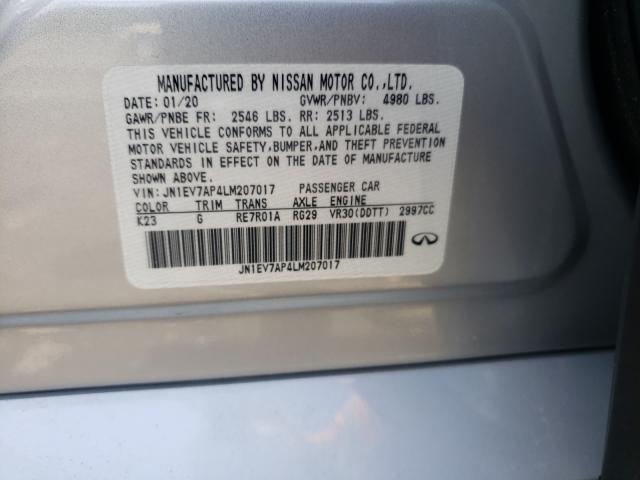 MANUFACTURED BY NISSAN MOTOR CO.,LTD.
DATE: 01/20 GVWR/PNBV: 4980 LBS.
GAWR/PNBE FR: 2546 LBS. RR: 2513 LBS.
THIS VEHICLE CONFORMS TO ALL APPLICABLE FEDERAL
MOTOR VEHICLE SAFETY,BUMPER,AND THEFT PREVENTION
STANDARDS IN EFFECT ON THE DATE OF MANUFACTURE
SHOWN ABOVE.
VIN: JN1EV7AP4LM207017 PASSENGER CAR
COLOR TRIM TRANS AXLE ENGINE
K23 G RE7R01A RG29 VR30(DDTT) 2997CC
JN1EV7AP4LM207017